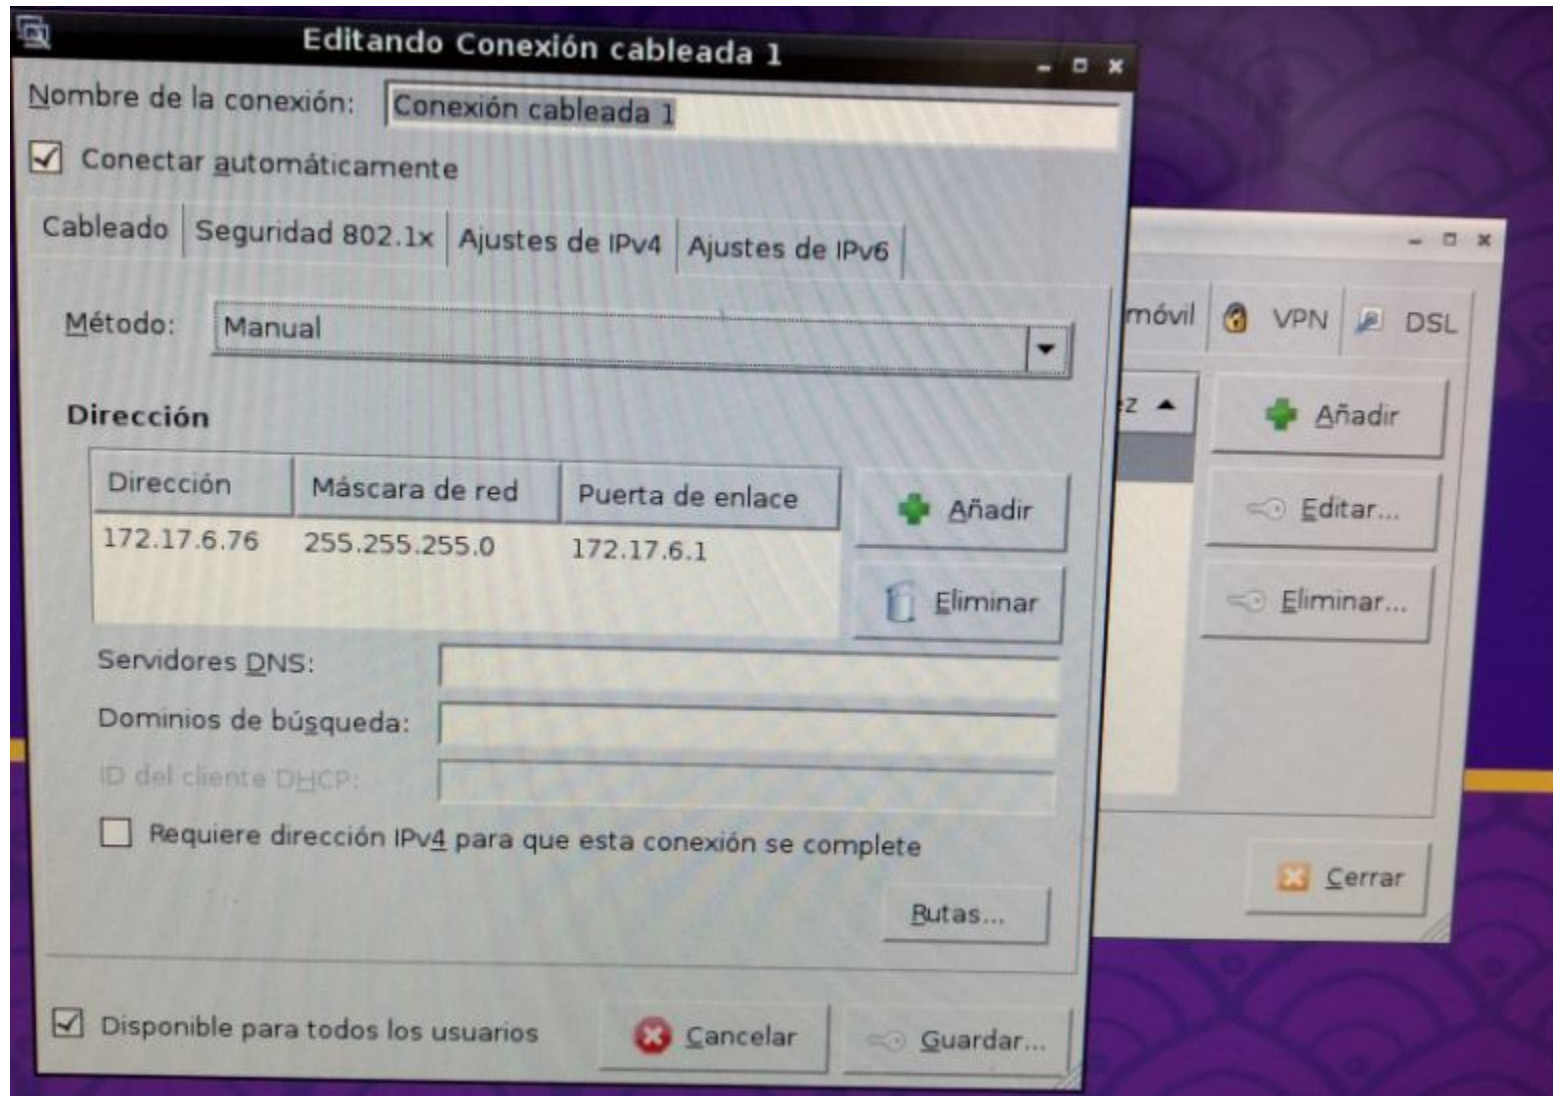 Editando Conexión cableada 1
Nombre de la conexión: Conexión cableada 1
Conectar automáticamente
Cableado Seguridad 802.1x Ajustes de IPv4 Ajustes de IPv6
Método: Manual
Dirección
Dirección Máscara de red Puerta de enlace
172.17.6.76 255.255.255.0 172.17.6.1
Añadir
Eliminar
Servidores DNS:
Dominios de búsqueda:
ID del cliente DHCP:
Requiere dirección IPv4 para que esta conexión se complete
Rutas...
Disponible para todos los usuarios
Cancelar
Guardar...
móvil VPN DSL
ez
Añadir
Editar...
Eliminar...
Cerrar